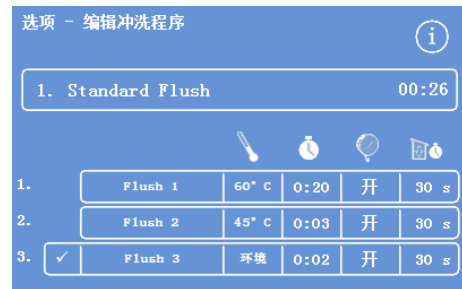 选项 - 编辑冲洗程序
i
1. Standard Flush 00:26
1. Flush 1 60° C 0:20 开 30 s
2. Flush 2 45° C 0:03 开 30 s
3. ✓ Flush 3 环境 0:02 开 30 s